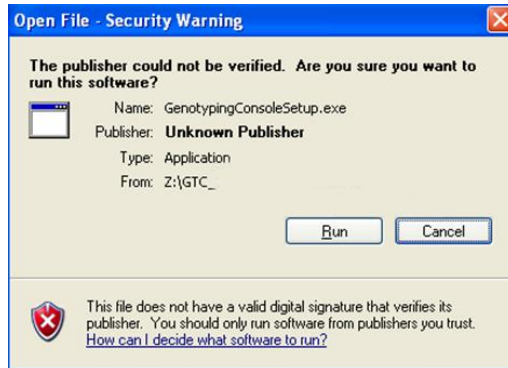 Open File - Security Warning
The publisher could not be verified. Are you sure you want to
run this software?
Name: GenotypingConsoleSetup.exe
Publisher: Unknown Publisher
Type: Application
From: Z:\GTC_
Run Cancel
This file does not have a valid digital signature that verifies its
publisher. You should only run software from publishers you trust.
How can I decide what software to run?